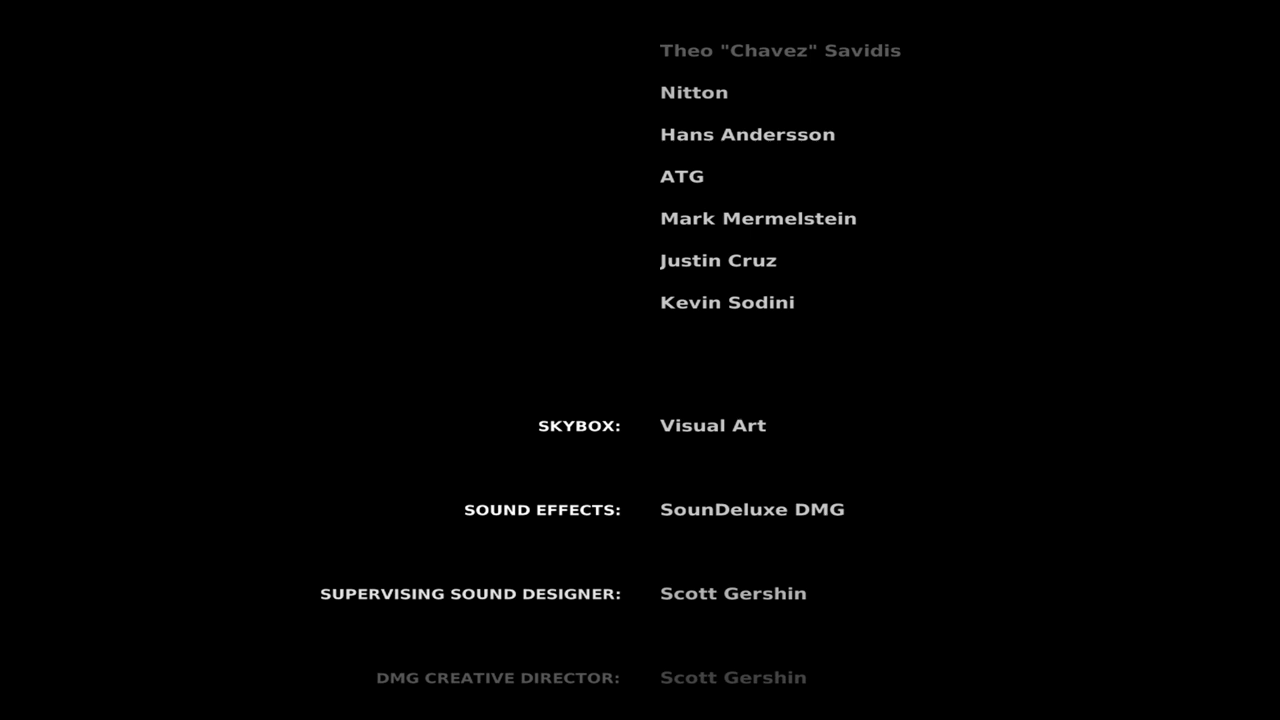 Theo "Chavez" Savidis
Nitton
Hans Andersson
ATG
Mark Mermelstein
Justin Cruz
Kevin Sodini
SKYBOX: Visual Art
SOUND EFFECTS: SounDeluxe DMG
SUPERVISING SOUND DESIGNER: Scott Gershin
DMG CREATIVE DIRECTOR: Scott Gershin